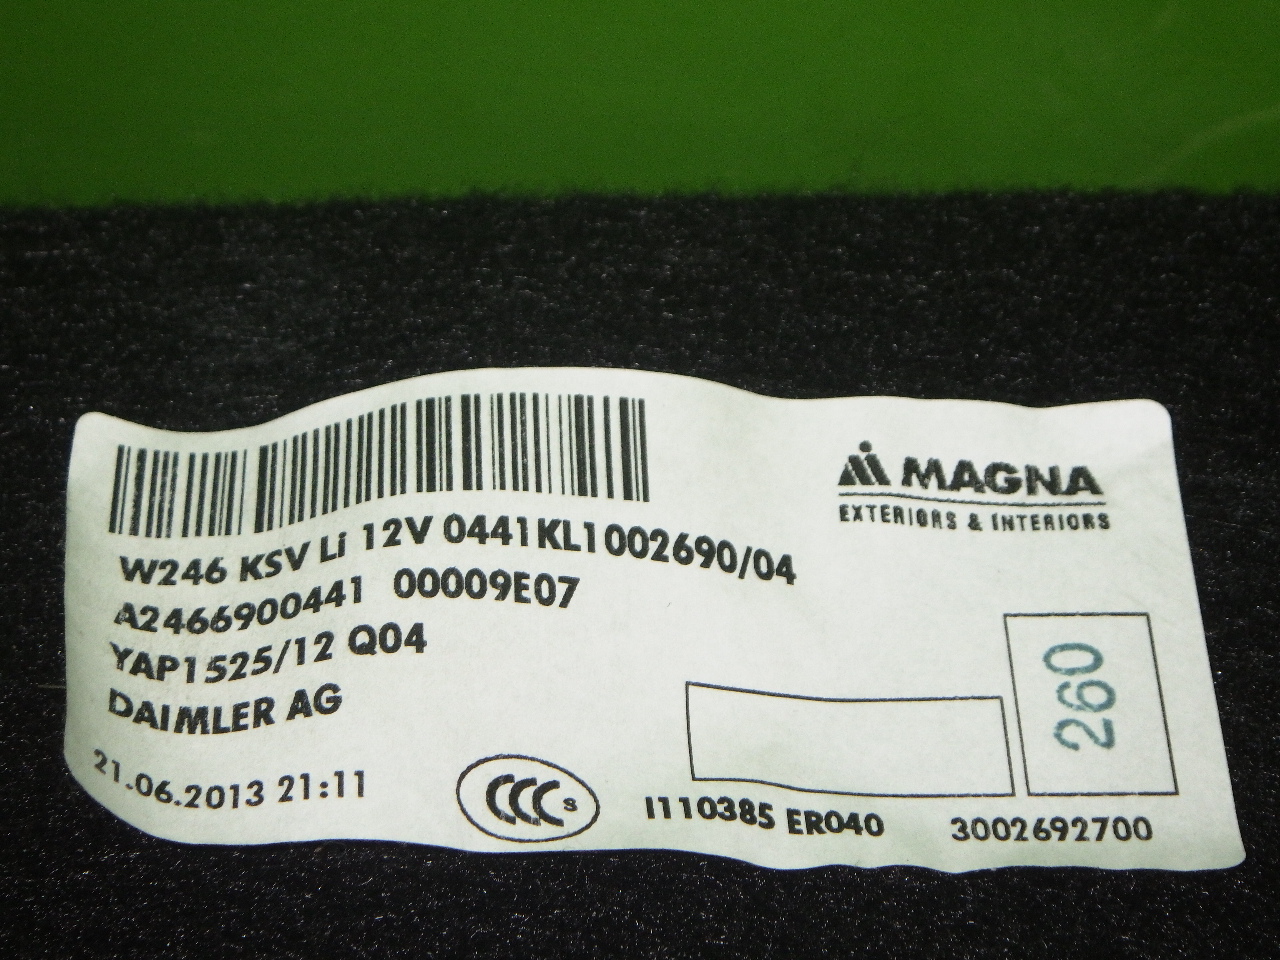 MAGNA
EXTERIORS & INTERIORS
W246 KSV Li 12V 0441KL1002690/04
A2466900441 00009E07
YAP1525/12 Q04
DAIMLER AG
260
21.06.2013 21:11
CCC S
I110385 ER040
3002692700